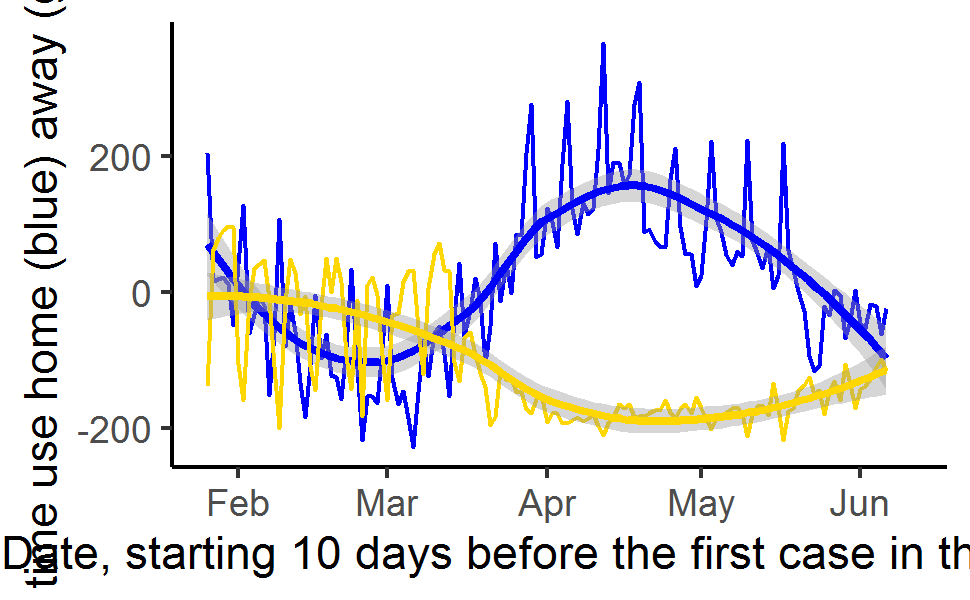 time use home (blue) away (
200
0
-200
Feb Mar Apr May Jun
Date, starting 10 days before the first case in th